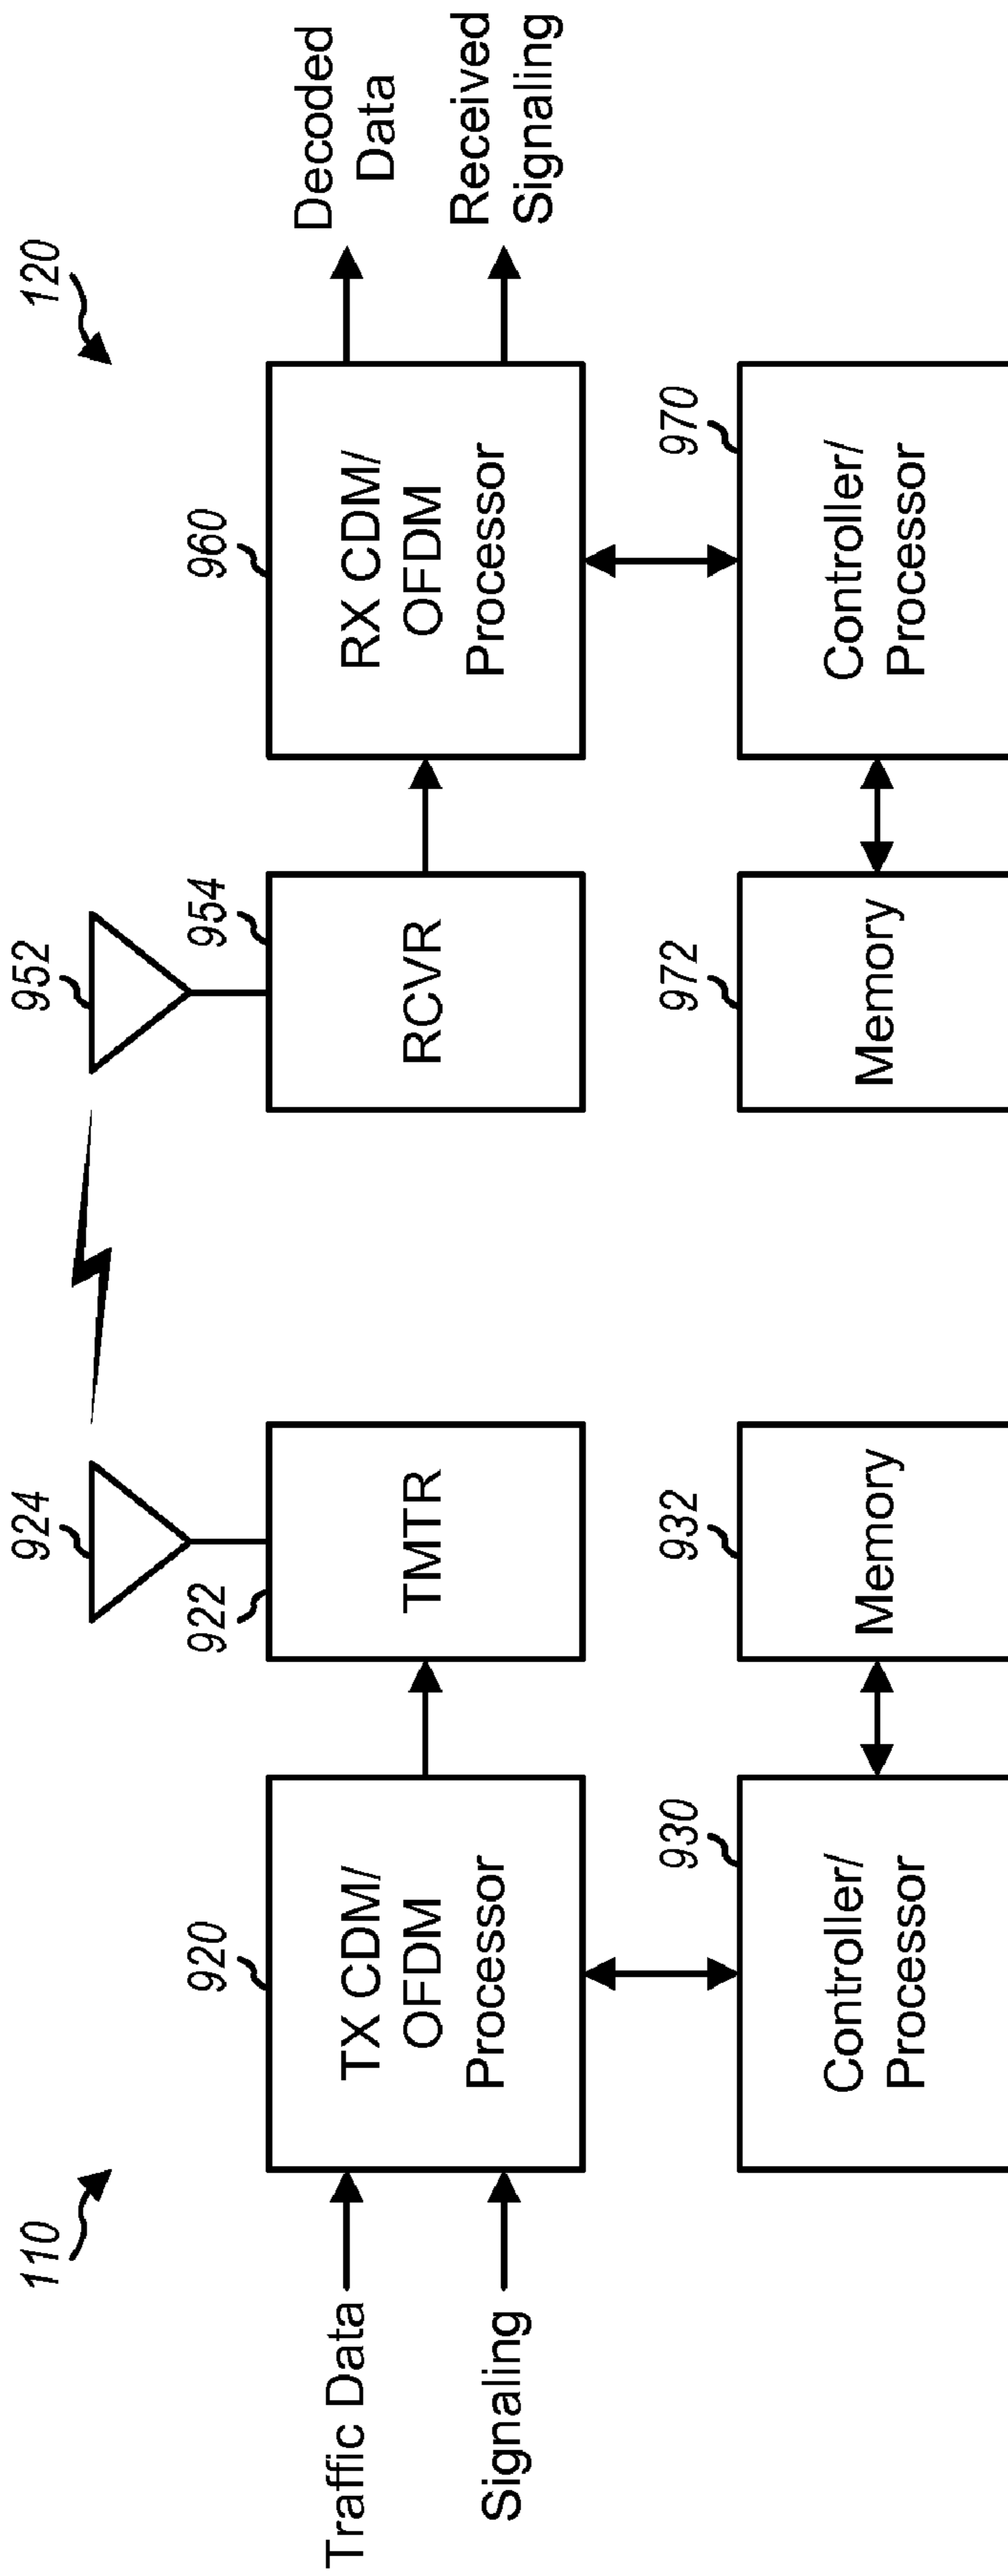 110
120
924
952
920
922
954
960
Traffic Data
Signaling
TX CDM/
OFDM
Processor
TMTR
RCVR
RX CDM/
OFDM
Processor
Decoded
Data
Received
Signaling
930
932
972
970
Controller/
Processor
Memory
Memory
Controller/
Processor